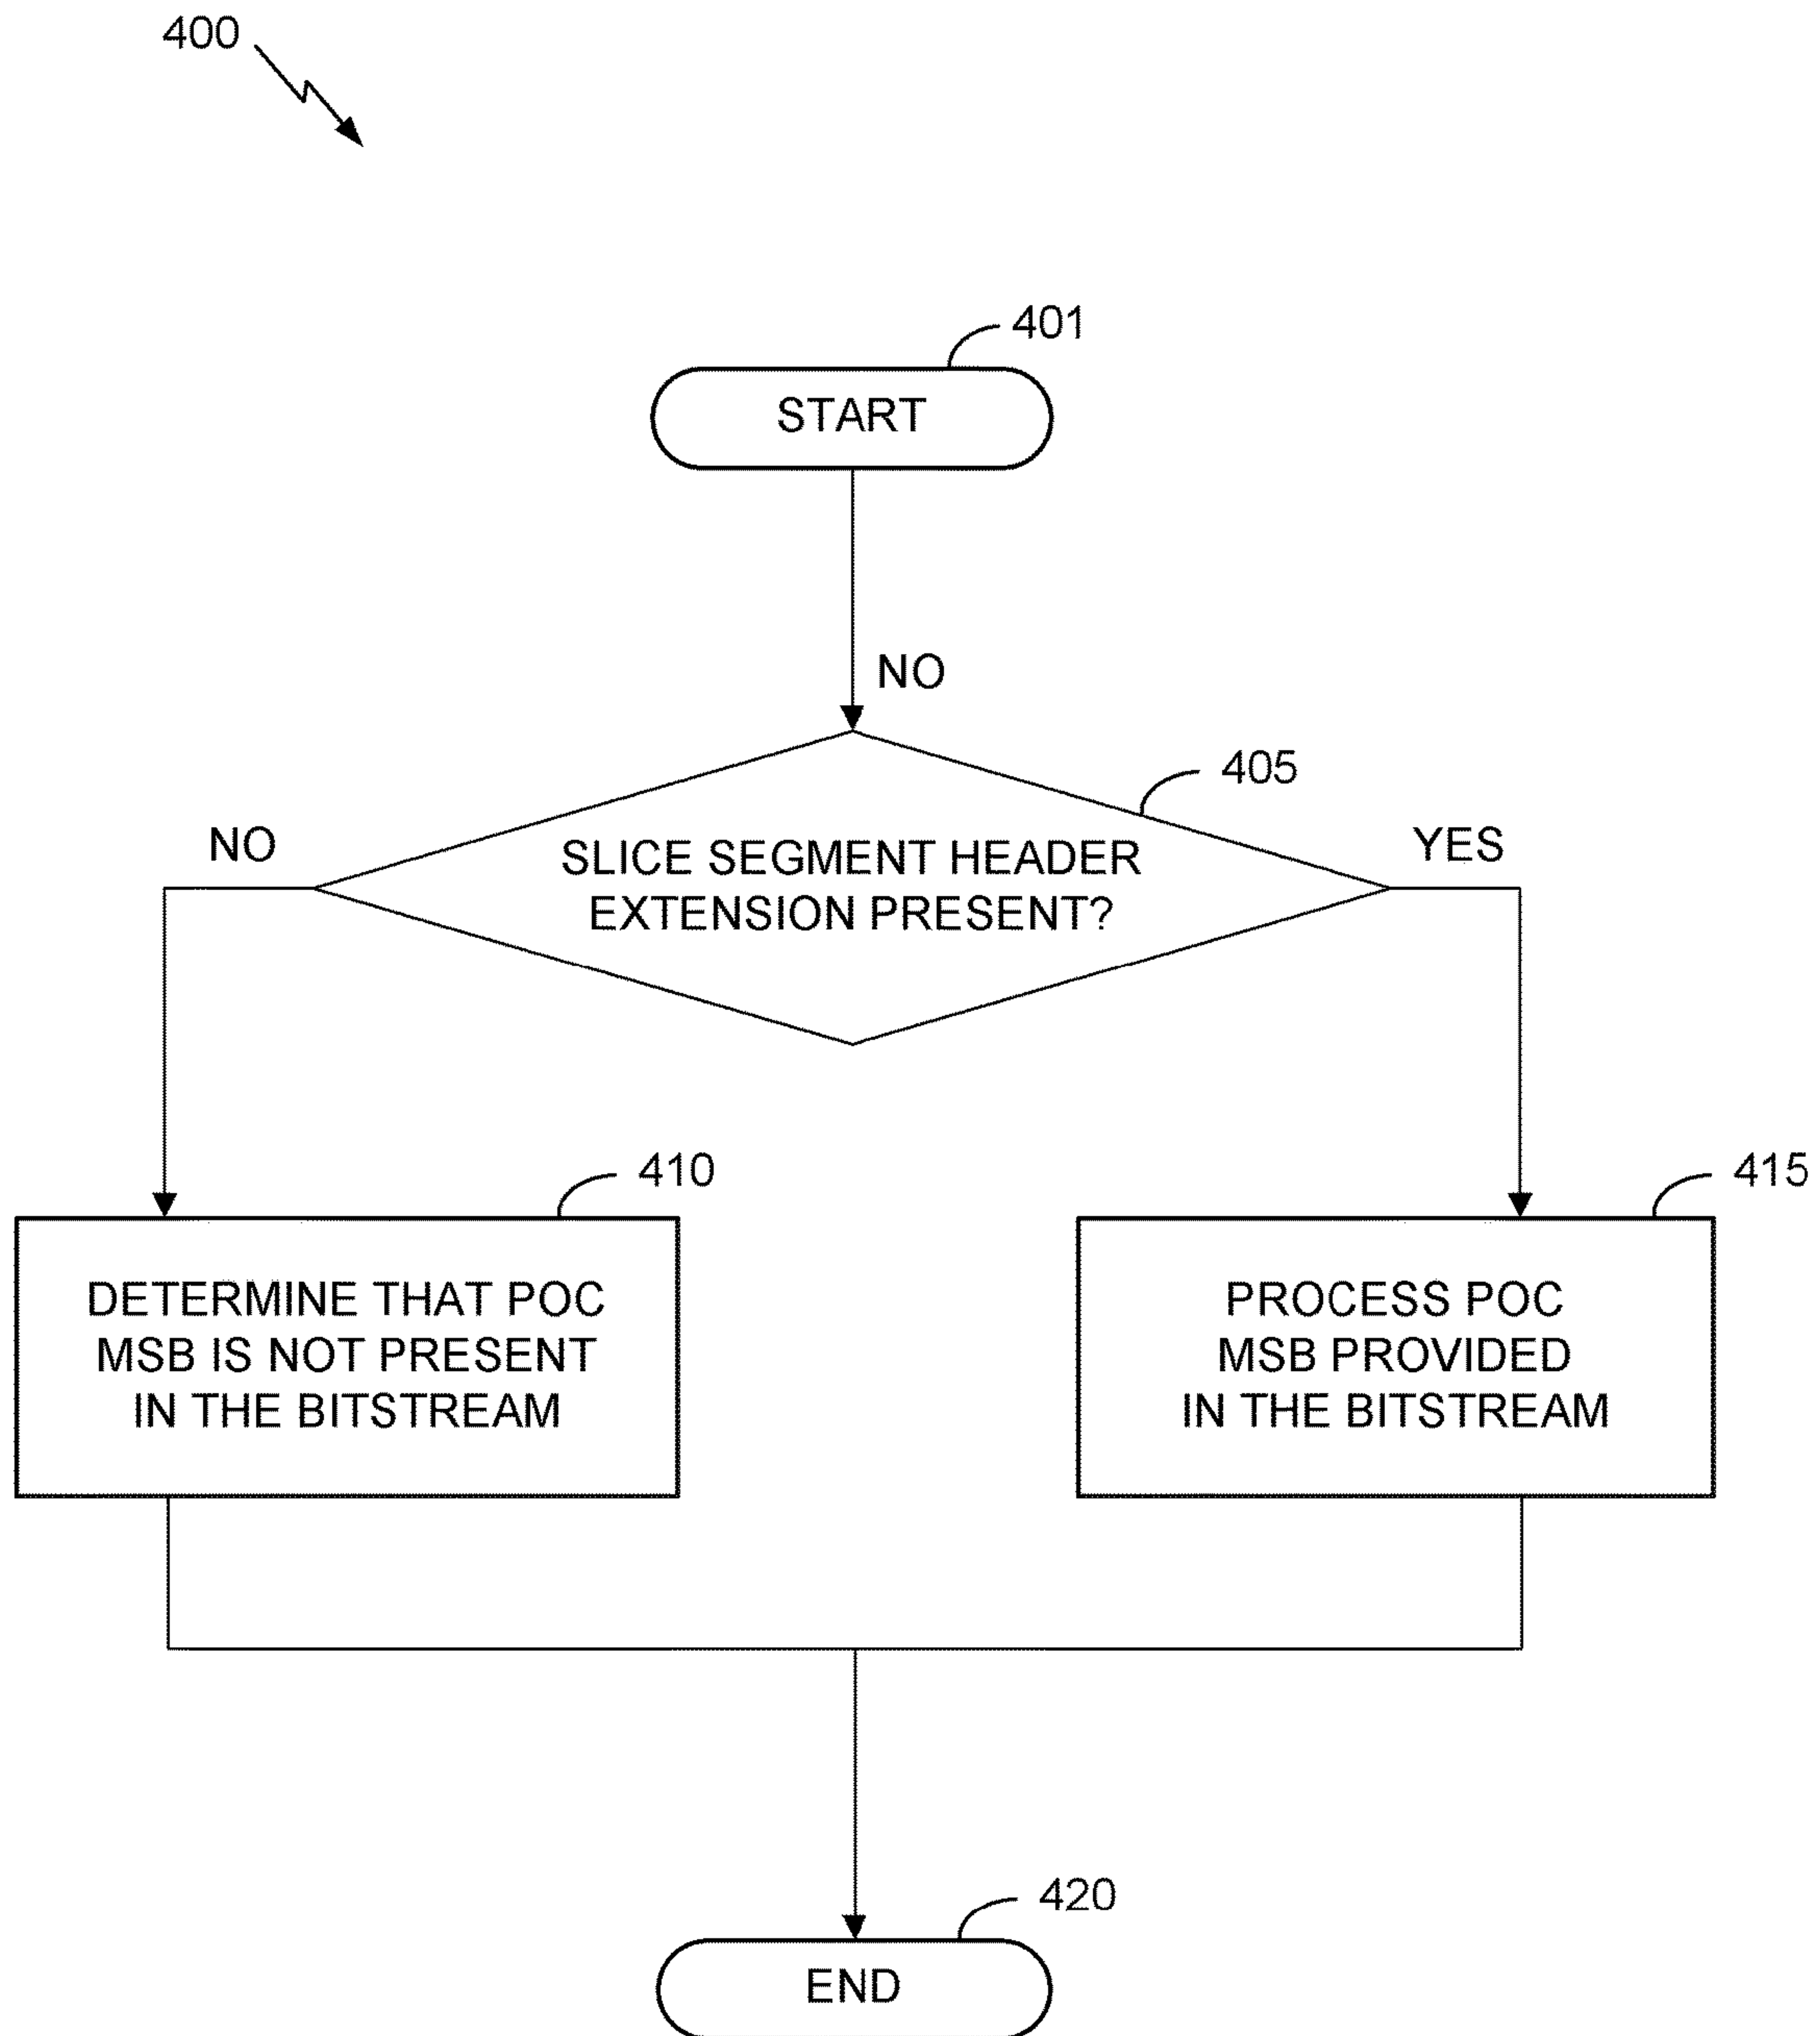 400
401
START
NO
405
NO
SLICE SEGMENT HEADER
EXTENSION PRESENT?
YES
410
415
DETERMINE THAT POC
MSB IS NOT PRESENT
IN THE BITSTREAM
PROCESS POC
MSB PROVIDED
IN THE BITSTREAM
420
END